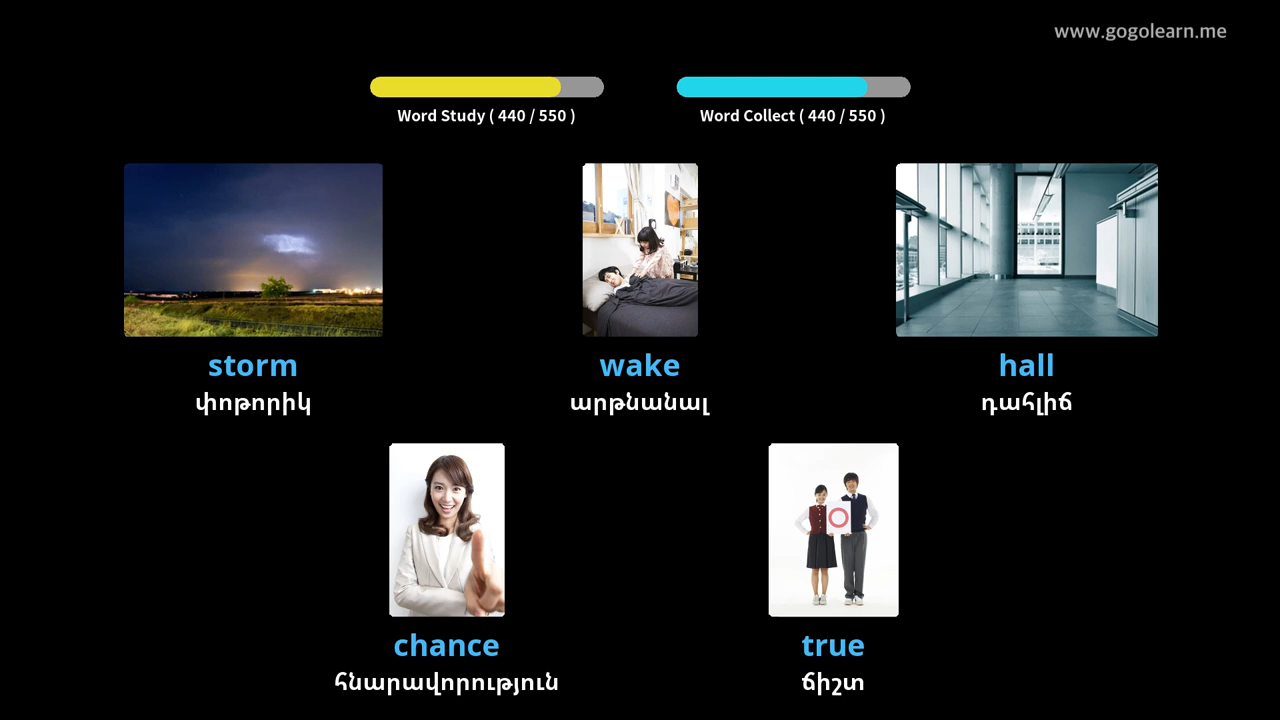 www.gogolearn.me
Word Study ( 440 / 550 )
Word Collect ( 440 / 550 )
storm
փոթորիկ
wake
արթնանալ
hall
դահլիճ
chance
հնարավորություն
true
ճիշտ